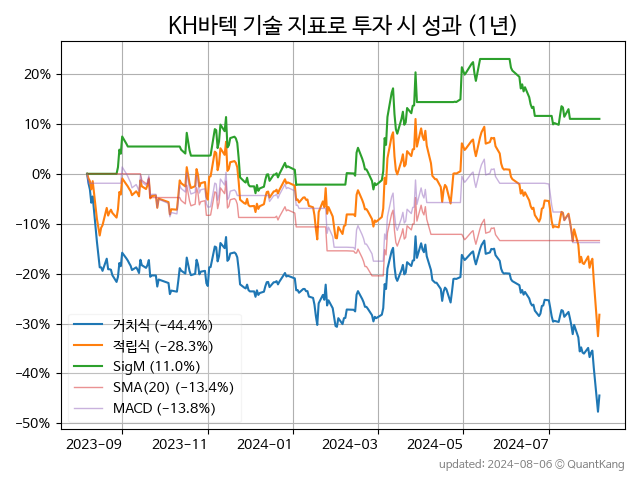 KH바텍 기술 지표로 투자 시 성과 (1년)
20%
10%
0%
−10%
−20%
−30%
−40%
−50%
거치식 (−44.4%)
적립식 (−28.3%)
SigM (11.0%)
SMA(20) (−13.4%)
MACD (−13.8%)
2023-09 2023-11 2024-01 2024-03 2024-05 2024-07
updated: 2024-08-06 ⓒ QuantKang